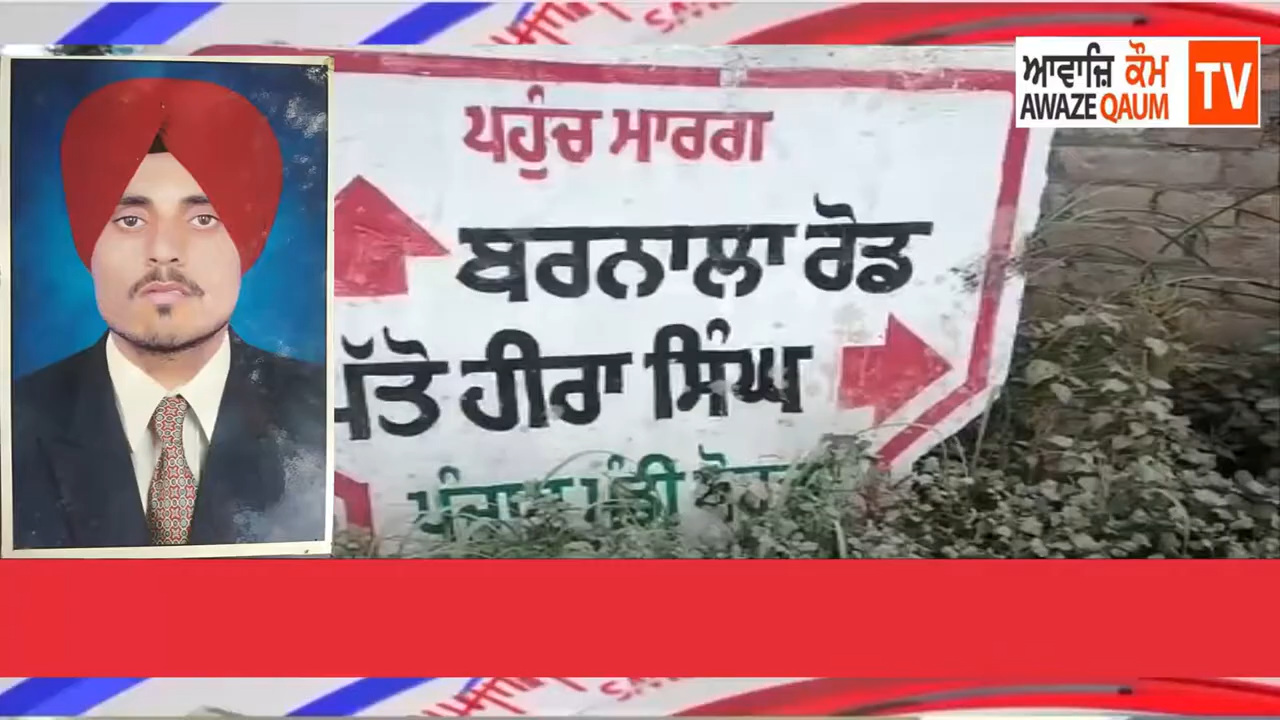 ਆਵਾਜ਼ਿ ਕੌਮ
AWAZE QAUM
TV
ਪਹੁੰਚ ਮਾਰਗ
ਬਰਨਾਲਾ ਰੋਡ
ਪੱਤੋ ਹੀਰਾ ਸਿੰਘ
ਮੰਡੀ